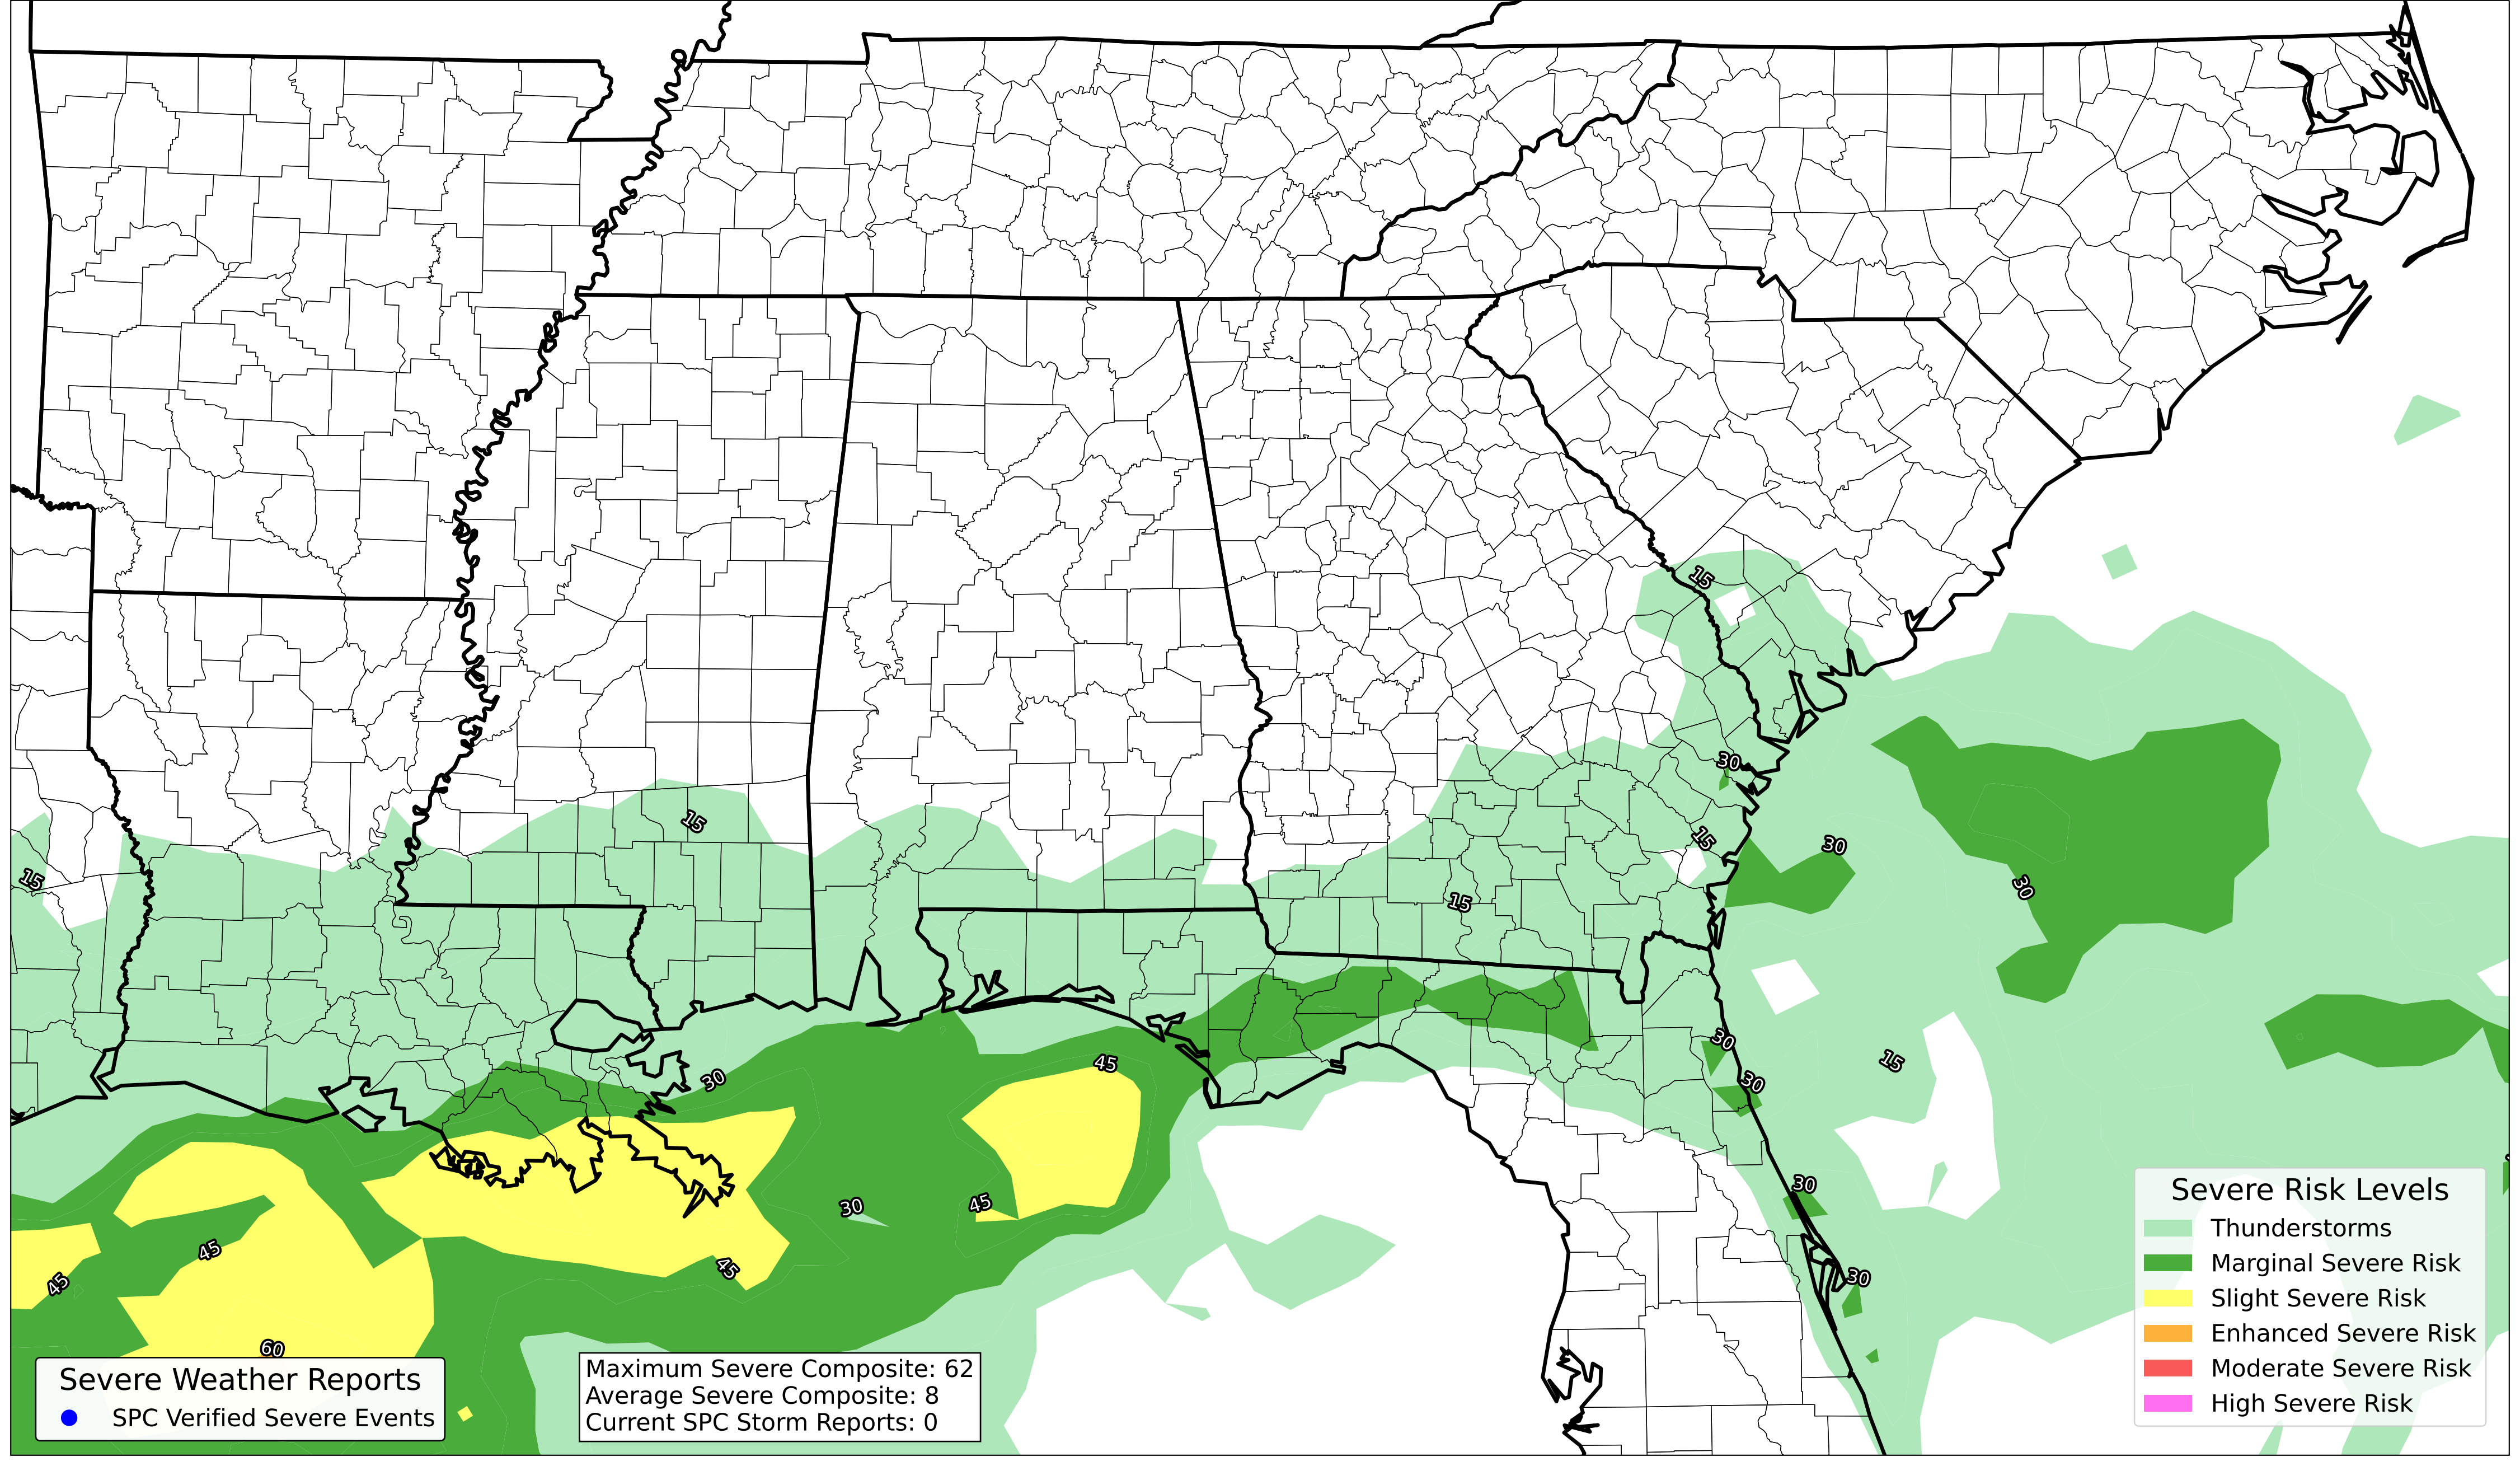 15
30
15
15
30
15
30
15
30
15
30
45
30
15
30
30
30
45
45
45
30
45
60
Severe Risk Levels
Thunderstorms
Marginal Severe Risk
Slight Severe Risk
Enhanced Severe Risk
Moderate Severe Risk
High Severe Risk
Severe Weather Reports
SPC Verified Severe Events
Maximum Severe Composite: 62
Average Severe Composite: 8
Current SPC Storm Reports: 0